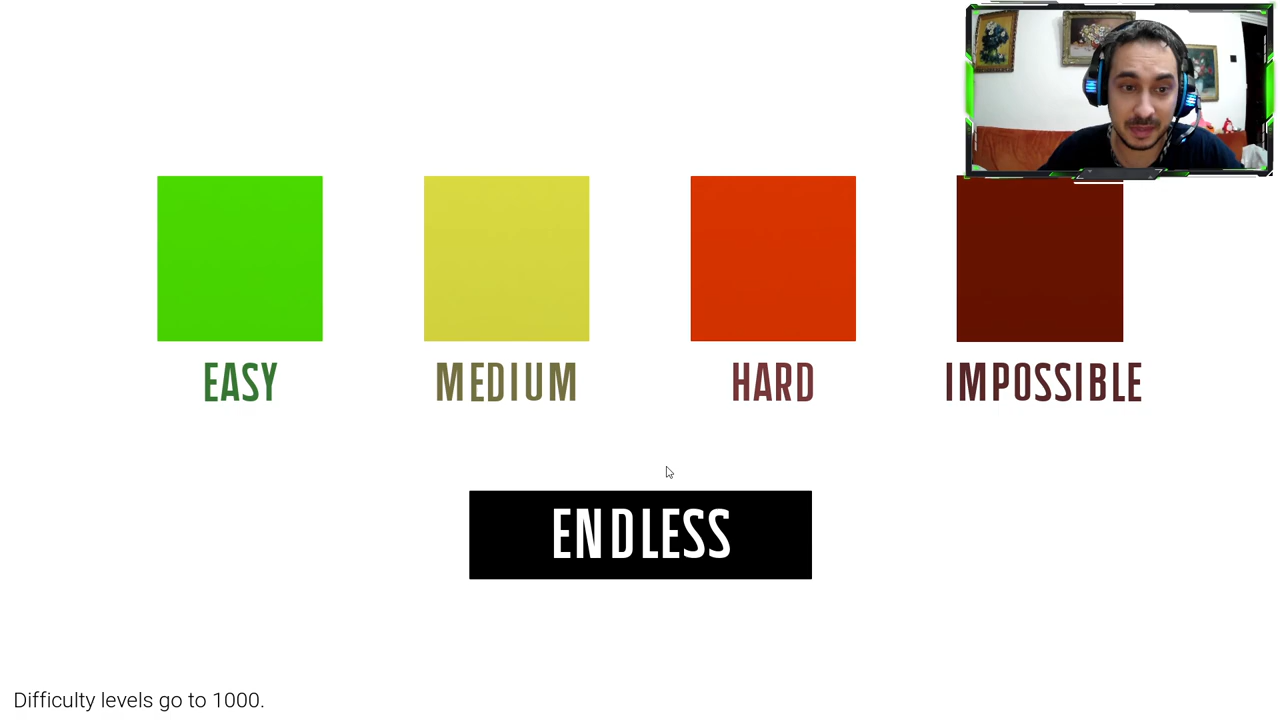 EASY
MEDIUM
HARD
IMPOSSIBLE
ENDLESS
Difficulty levels go to 1000.